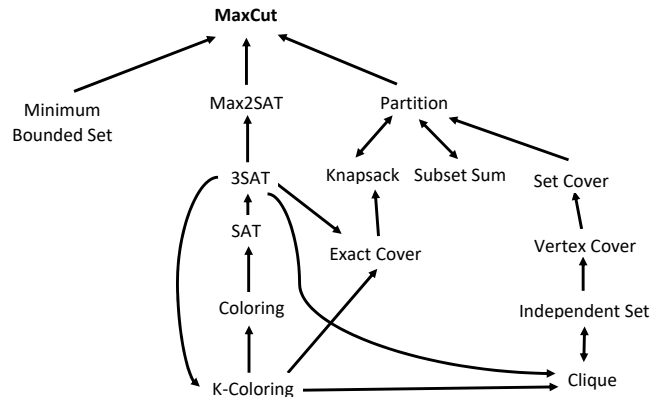 MaxCut
Minimum
Bounded Set
Max2SAT
Partition
3SAT
Knapsack
Subset Sum
Set Cover
SAT
Exact Cover
Vertex Cover
Coloring
Independent Set
K-Coloring
Clique